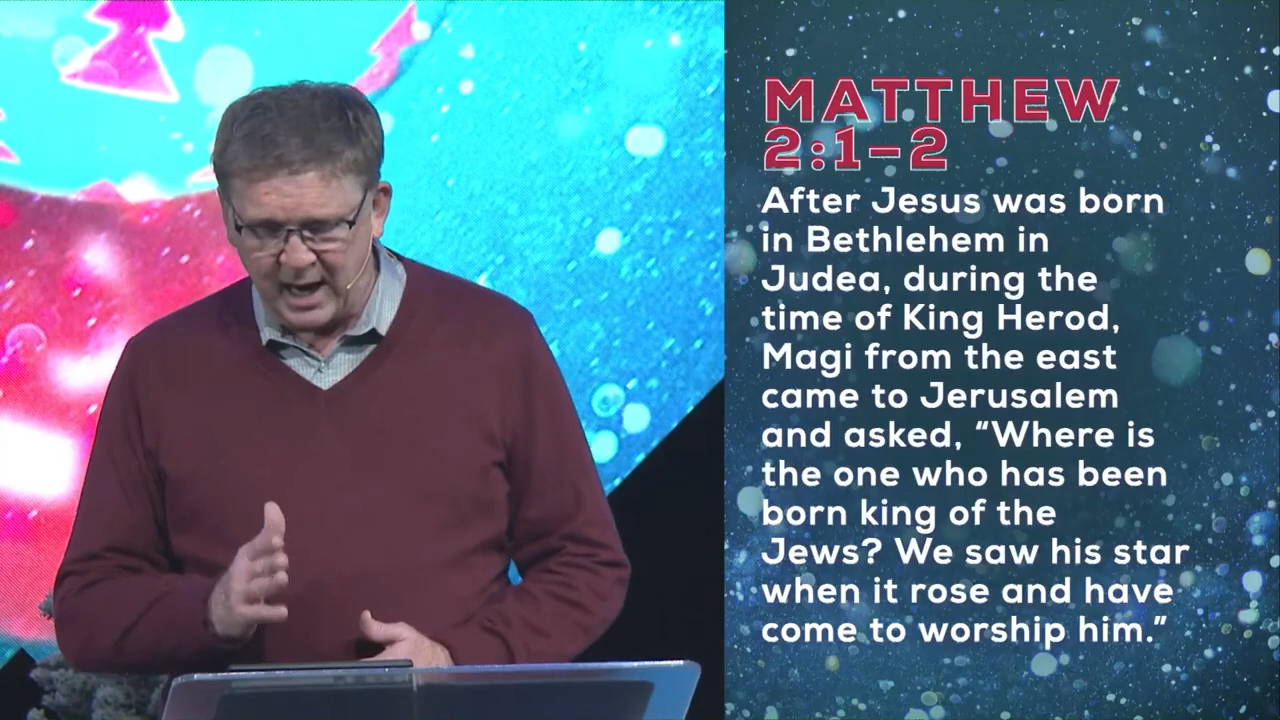 MATTHEW
2:1–2
After Jesus was born
in Bethlehem in
Judea, during the
time of King Herod,
Magi from the east
came to Jerusalem
and asked, “Where is
the one who has been
born king of the
Jews? We saw his star
when it rose and have
come to worship him.”